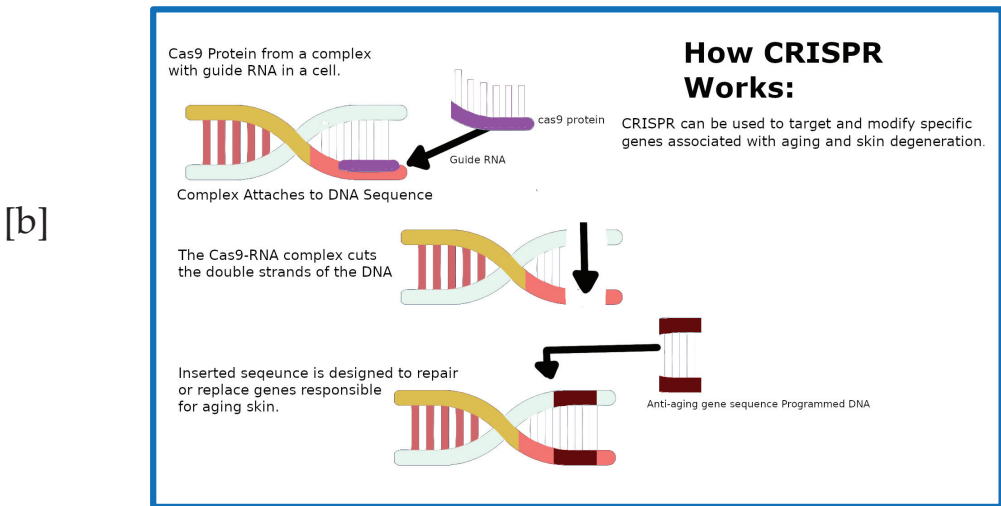 [b]
Cas9 Protein from a complex
with guide RNA in a cell.
How CRISPR
Works:
CRISPR can be used to target and modify specific
genes associated with aging and skin degeneration.
cas9 protein
Guide RNA
Complex Attaches to DNA Sequence
The Cas9-RNA complex cuts
the double strands of the DNA
Inserted seqeunce is designed to repair
or replace genes responsible
for aging skin.
Anti-aging gene sequence Programmed DNA